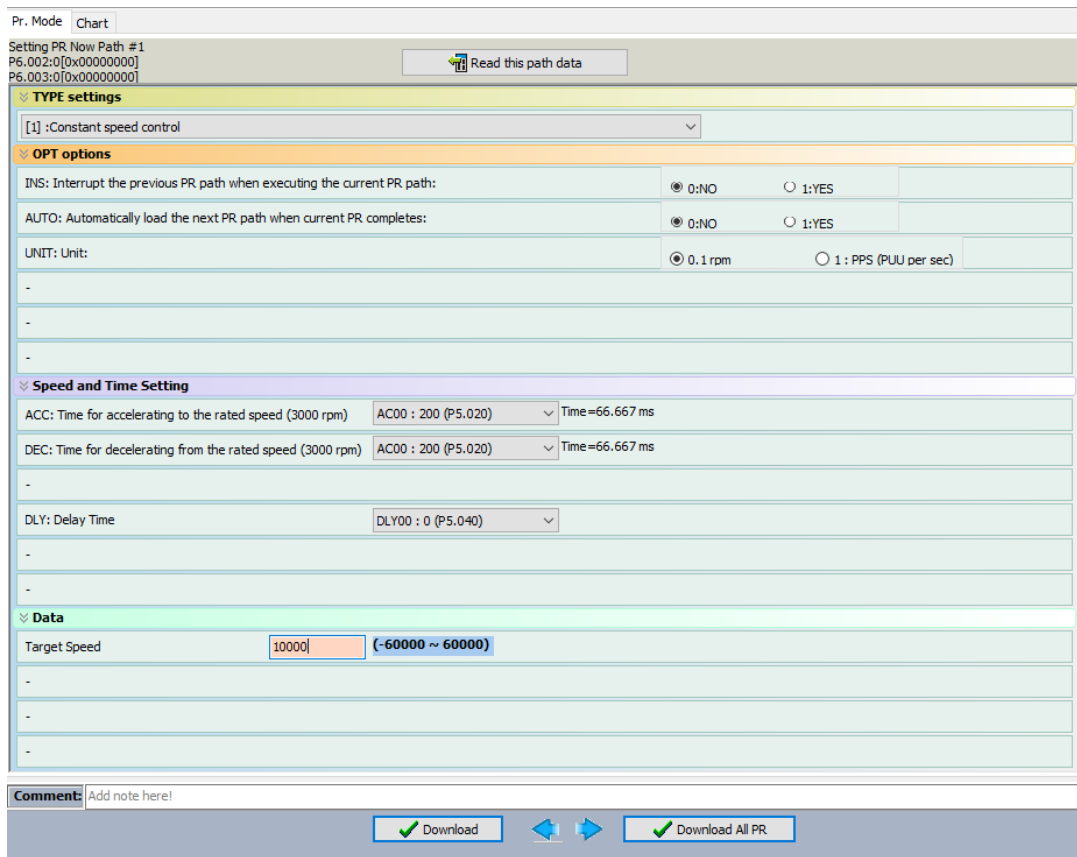 Pr. Mode Chart
Setting PR Now Path #1
P6.002:0[0x00000000]
P6.003:0[0x00000000]
Read this path data
TYPE settings
[1] :Constant speed control
OPT options
INS: Interrupt the previous PR path when executing the current PR path: 0:NO 1:YES
AUTO: Automatically load the next PR path when current PR completes: 0:NO 1:YES
UNIT: Unit: 0.1 rpm 1 : PPS (PUU per sec)
-
-
-
Speed and Time Setting
ACC: Time for accelerating to the rated speed (3000 rpm) AC00 : 200 (P5.020) Time=66.667 ms
DEC: Time for decelerating from the rated speed (3000 rpm) AC00 : 200 (P5.020) Time=66.667 ms
-
DLY: Delay Time DLY00 : 0 (P5.040)
-
-
Data
Target Speed 10000 (-60000 ~ 60000)
-
-
-
Comment: Add note here!
Download Download All PR